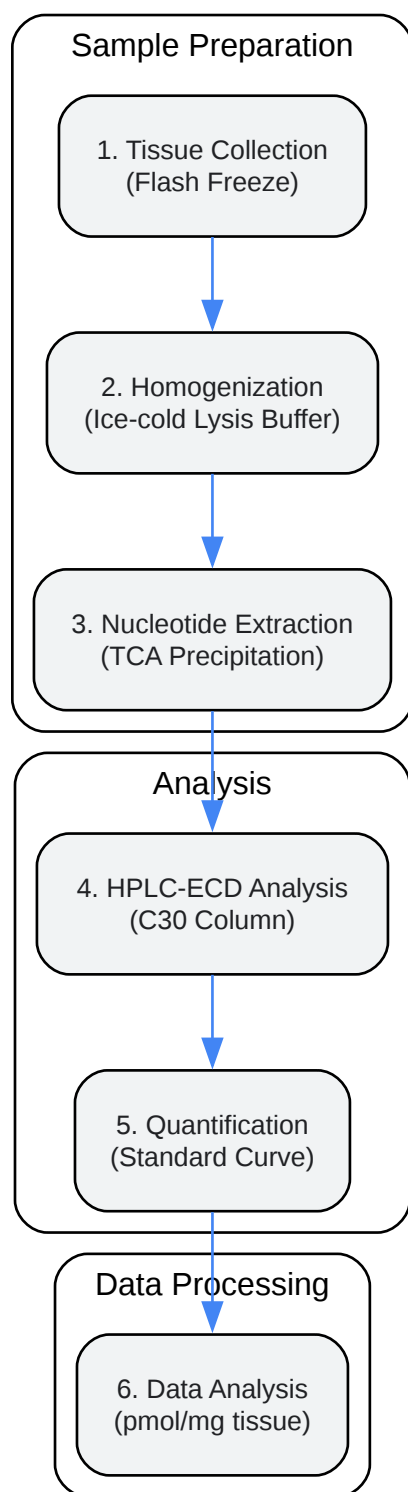 Sample Preparation
1. Tissue Collection
(Flash Freeze)
2. Homogenization
(Ice-cold Lysis Buffer)
3. Nucleotide Extraction
(TCA Precipitation)
Analysis
4. HPLC-ECD Analysis
(C30 Column)
5. Quantification
(Standard Curve)
Data Processing
6. Data Analysis
(pmol/mg tissue)